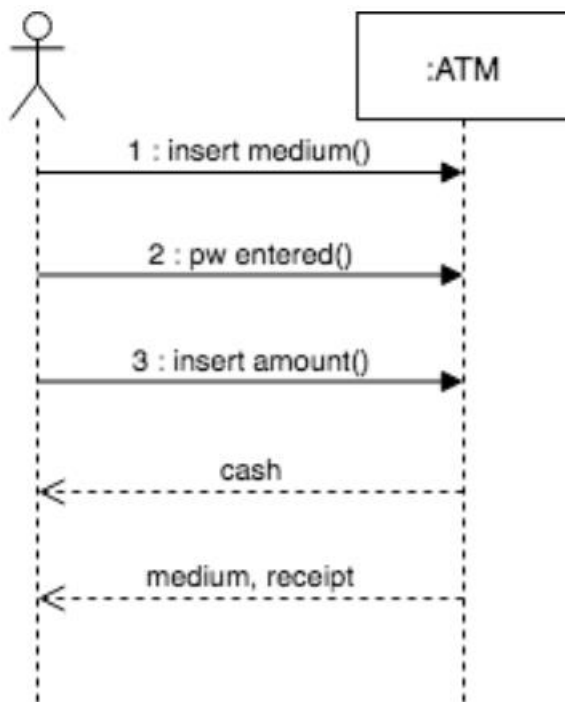 :ATM
1 : insert medium()
2 : pw entered()
3 : insert amount()
cash
medium, receipt